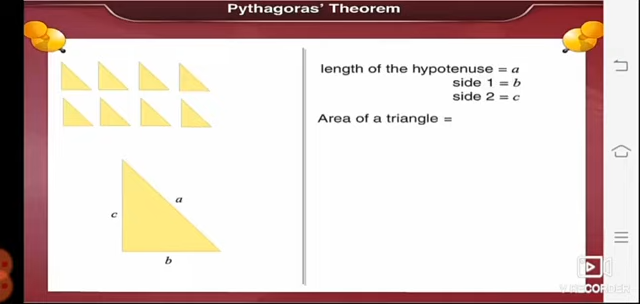 Pythagoras' Theorem
length of the hypotenuse = a
side 1 = b
side 2 = c
Area of a triangle =
a
c
b